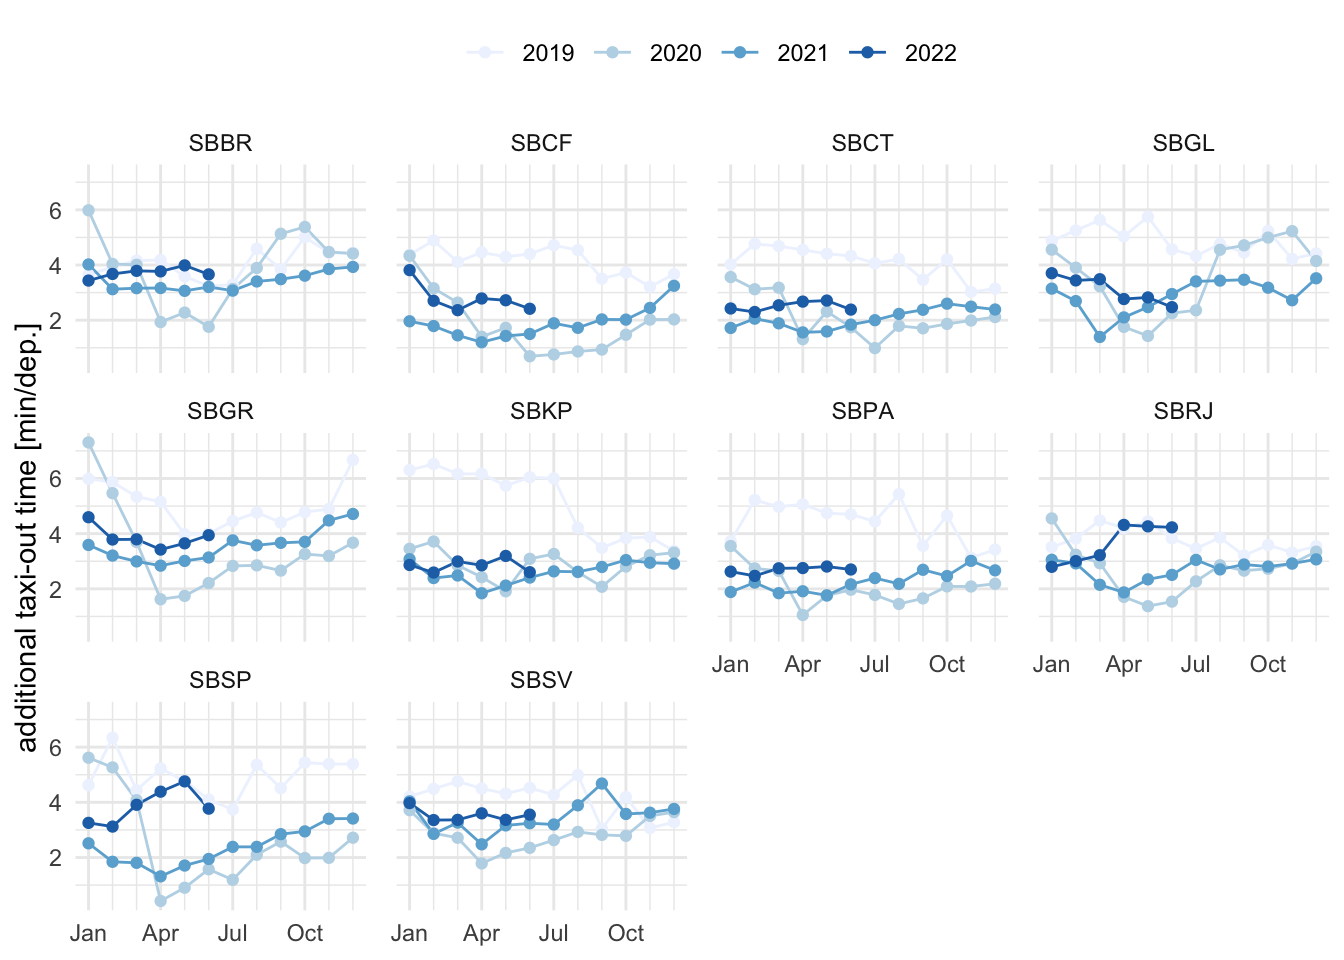 2019 2020 2021 2022
SBBR SBCF SBCT SBGL
6
4
2
SBGR SBKP SBPA SBRJ
6
4
2
Jan Apr Jul Oct Jan Apr Jul Oct
SBSP SBSV
6
4
2
Jan Apr Jul Oct Jan Apr Jul Oct
additional taxi-out time [min/dep.]